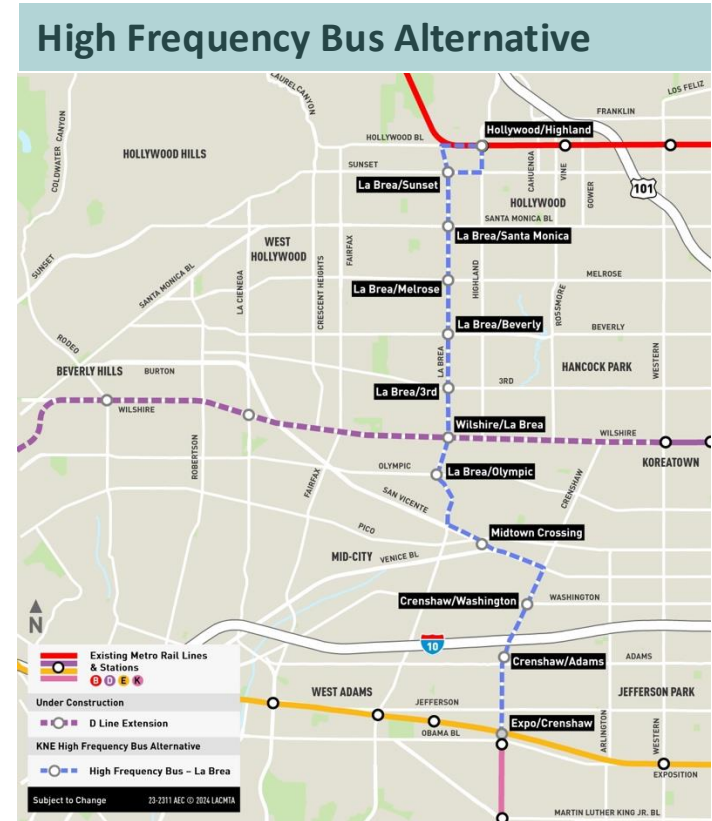 High Frequency Bus Alternative
LAUREL CANYON
LOS FELIZ
COLDWATER CANYON
FRANKLIN
Hollywood/Highland
HOLLYWOOD BL
HOLLYWOOD HILLS
SUNSET
CAHUENGA
VINE
GOWER
101
La Brea/Sunset
HOLLYWOOD
SANTA MONICA BL
La Brea/Santa Monica
WEST
HOLLYWOOD
FAIRFAX
CRESCENT HEIGHTS
LA CIENEGA
SUNSET
SANTA MONICA BL
HIGHLAND
MELROSE
La Brea/Melrose
ROSSMORE
La Brea/Beverly
BEVERLY
RODEO
LA BREA
WESTERN
HANCOCK PARK
BEVERLY HILLS
BURTON
3RD
La Brea/3rd
WILSHIRE
Wilshire/La Brea
WILSHIRE
ROBERTSON
KOREATOWN
OLYMPIC
La Brea/Olympic
FAIRFAX
CRENSHAW
SAN VICENTE
PICO
Midtown Crossing
MID-CITY
VENICE BL
Crenshaw/Washington
WASHINGTON
N
10
Crenshaw/Adams
ADAMS
Existing Metro Rail Lines
& Stations
B D E K
WEST ADAMS
JEFFERSON PARK
JEFFERSON
OBAMA BL
Expo/Crenshaw
ARLINGTON
WESTERN
EXPOSITION
Under Construction
D Line Extension
KNE High Frequency Bus Alternative
High Frequency Bus – La Brea
Subject to Change
23-2311 AEC © 2024 LACMTA
MARTIN LUTHER KING JR. BL